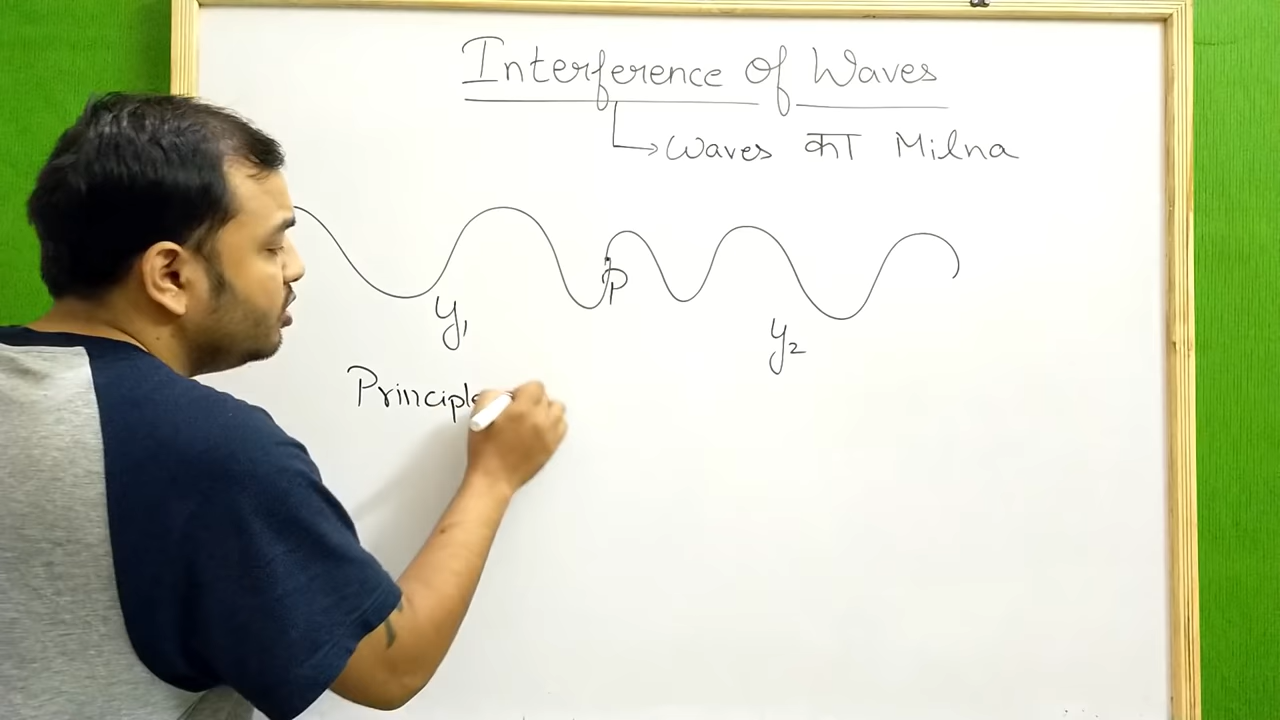 Interference Of Waves
Waves का Milna
P
y₁
y₂
Principle